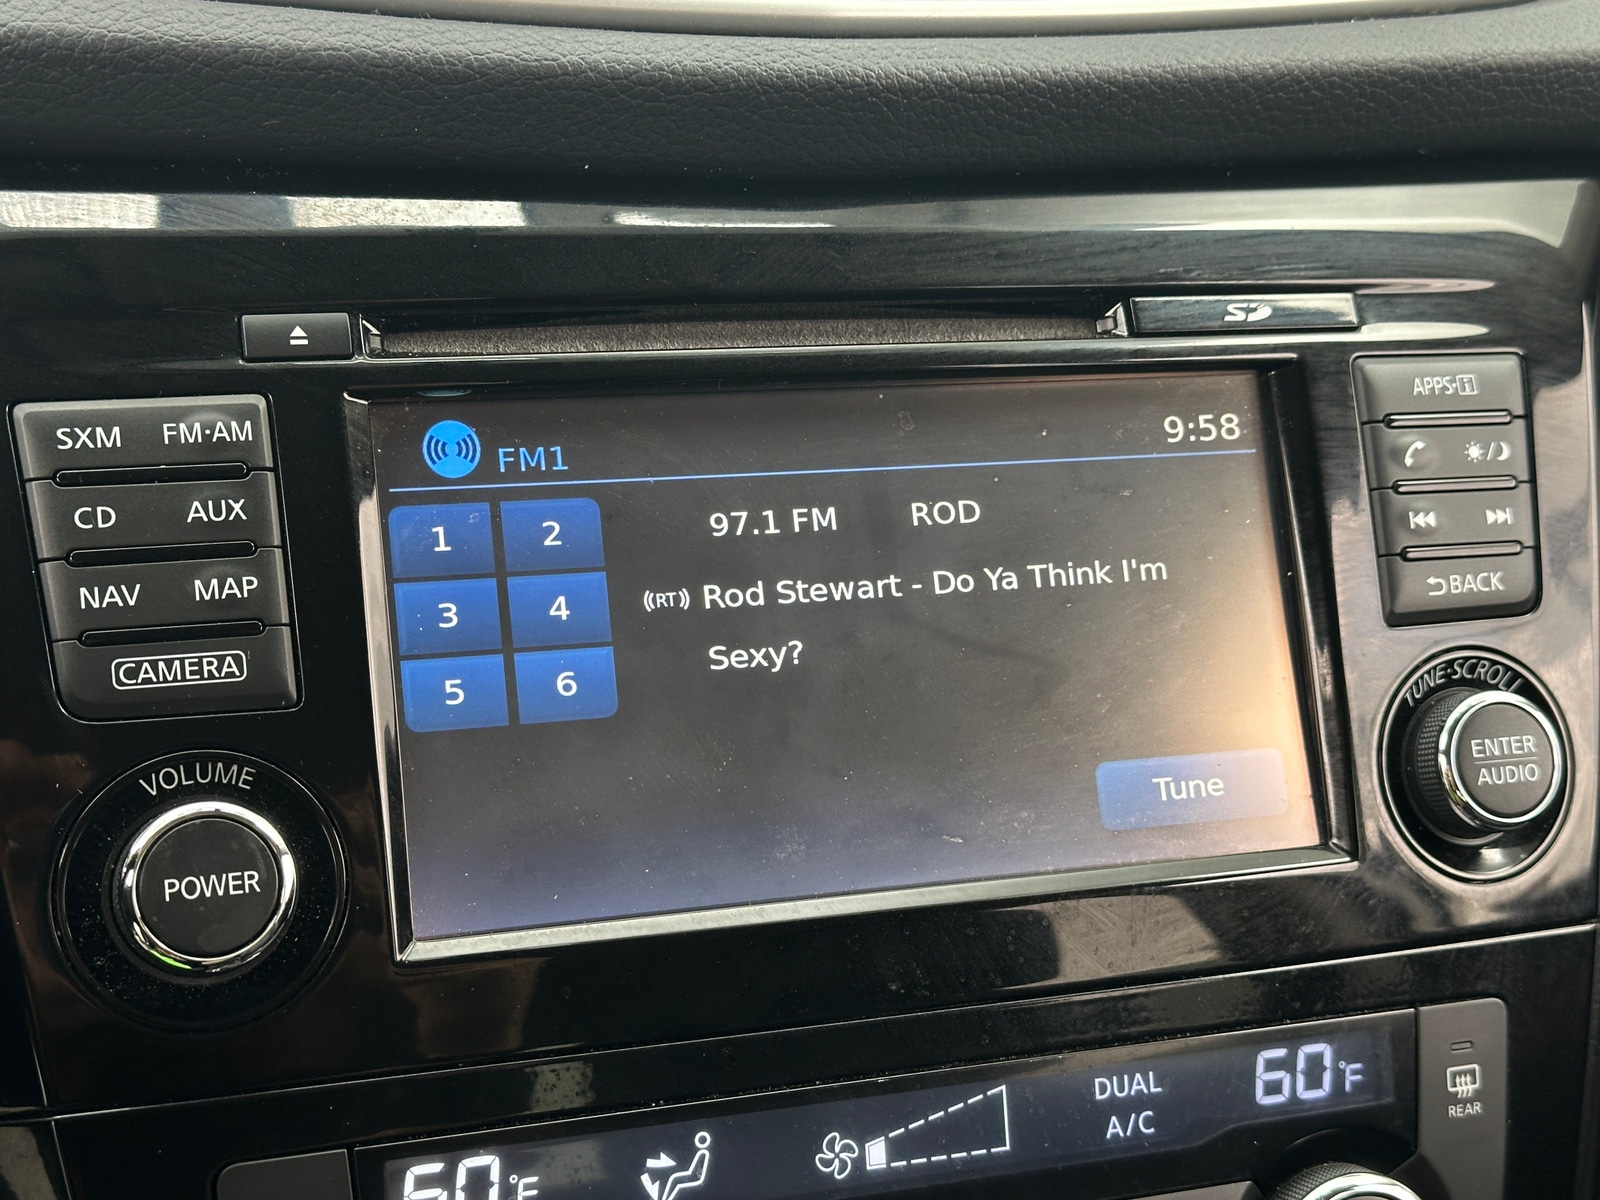 SD
APPS·i
SXM FM·AM
FM1
9:58
CD AUX
1 2
97.1 FM ROD
NAV MAP
3 4
((RT)) Rod Stewart - Do Ya Think I'm
Sexy?
BACK
CAMERA
5 6
TUNE·SCROLL
VOLUME
Tune
ENTER
AUDIO
POWER
DUAL
A/C
60°F
REAR
60°F